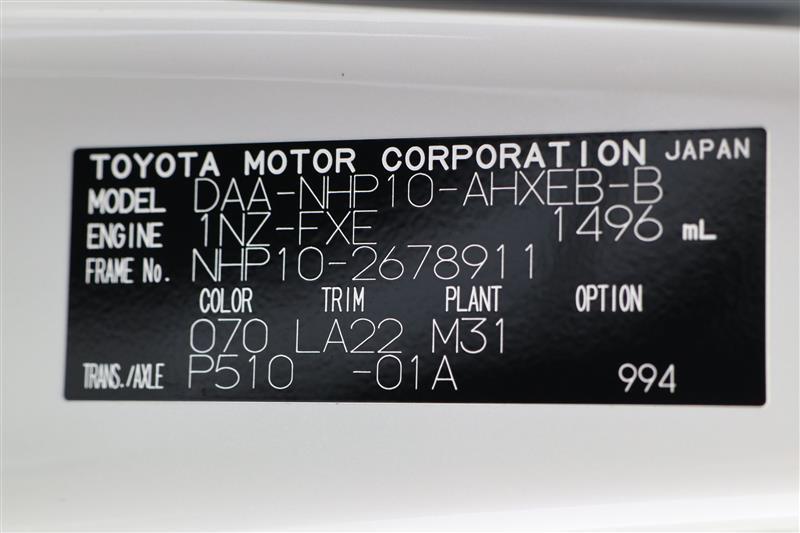 TOYOTA MOTOR CORPORATION JAPAN
MODEL DAA-NHP10-AHXEB-B
ENGINE 1NZ-FXE 1496 mL
FRAME No. NHP10-2678911
COLOR TRIM PLANT OPTION
070 LA22 M31
TRANS./AXLE P510 -01A 994